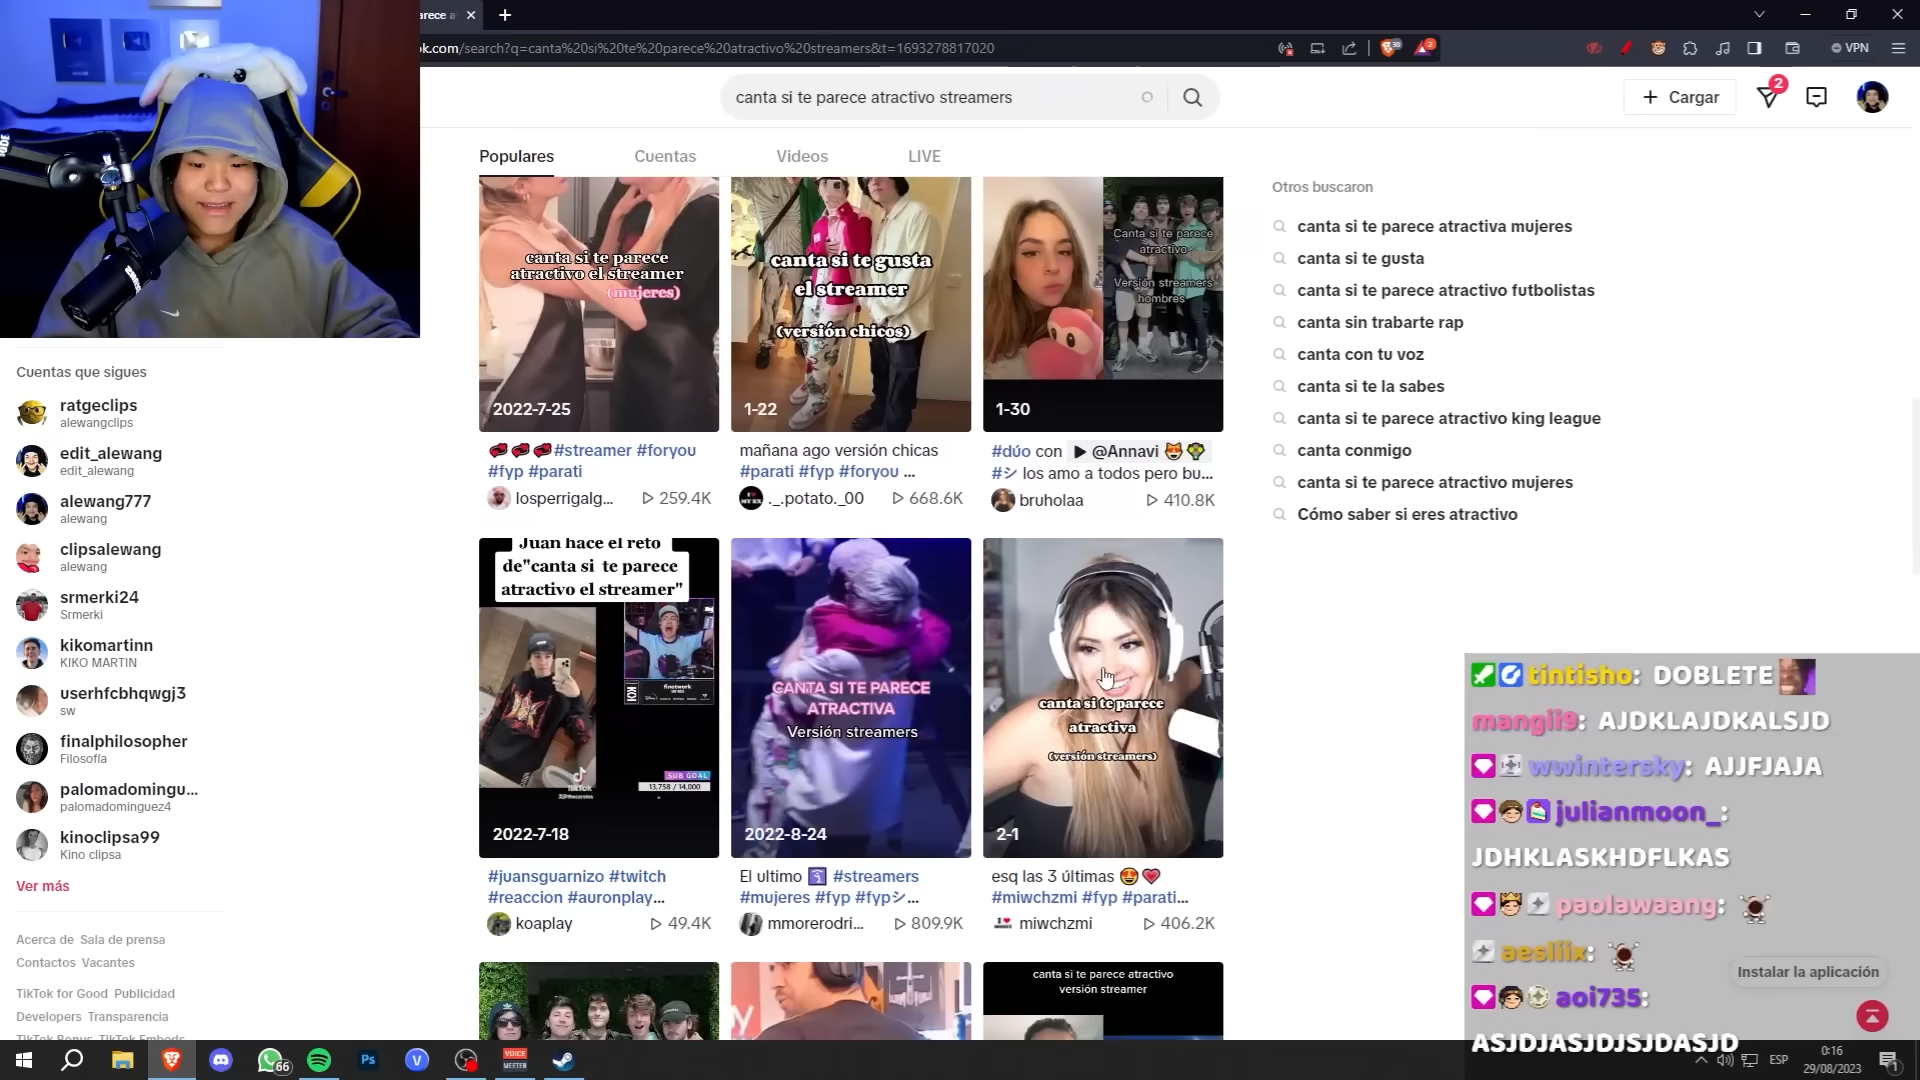 arece a
k.com/search?q=canta%20si%20te%20parece%20atractivo%20streamers&t=1693278817020
VPN
canta si te parece atractivo streamers
Cargar
2
Populares
Cuentas
Videos
LIVE
canta si te parece
atractivo el streamer
(mujeres)
2022-7-25
canta si te gusta
el streamer
(versión chicos)
1-22
Canta si te parece
atractivo
Versión streamers
hombres
1-30
#streamer #foryou
#fyp #parati
losperrigalg...
259.4K
mañana ago versión chicas
#parati #fyp #foryou ...
._.potato._00
668.6K
#dúo con @Annavi
#シ los amo a todos pero bu...
bruholaa
410.8K
Otros buscaron
canta si te parece atractiva mujeres
canta si te gusta
canta si te parece atractivo futbolistas
canta sin trabarte rap
canta con tu voz
canta si te la sabes
canta si te parece atractivo king league
canta conmigo
canta si te parece atractivo mujeres
Cómo saber si eres atractivo
Cuentas que sigues
ratgeclips
alewangclips
edit_alewang
edit_alewang
alewang777
alewang
clipsalewang
alewang
srmerki24
Srmerki
kikomartinn
KIKO MARTIN
userhfcbhqwgj3
sw
finalphilosopher
Filosofía
palomadomingu...
palomadominguez4
kinoclipsa99
Kino clipsa
Ver más
Acerca de Sala de prensa
Contactos Vacantes
TikTok for Good Publicidad
Developers Transparencia
TikTok Bonus TikTok Embeds
Juan hace el reto
de"canta si te parece
atractivo el streamer"
KOI
finetwork
SUB GOAL
13,758 / 14,000
2022-7-18
CANTA SI TE PARECE
ATRACTIVA
Versión streamers
2022-8-24
canta si te parece
atractiva
(versión streamers)
2-1
#juansguarnizo #twitch
#reaccion #auronplay...
koaplay
49.4K
El ultimo #streamers
#mujeres #fyp #fypシ...
mmorerodri...
809.9K
esq las 3 últimas
#miwchzmi #fyp #parati...
miwchzmi
406.2K
canta si te parece atractivo
versión streamer
tintisho: DOBLETE
mangii9: AJDKLAJDKALSJD
wwintersky: AJJFJAJA
julianmoon_:
JDHKLASKHDFLKAS
paolawaang:
aesliix:
aoi735:
ASJDJASJDJSJDASJD
Instalar la aplicación
66
Ps
VOICE
MEETER
ESP
0:16
29/08/2023
1